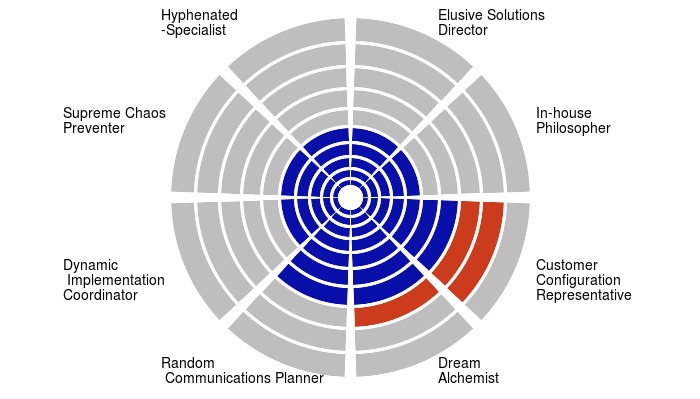 Hyphenated
-Specialist
Elusive Solutions
Director
Supreme Chaos
Preventer
In-house
Philosopher
Dynamic
Implementation
Coordinator
Customer
Configuration
Representative
Random
Communications Planner
Dream
Alchemist